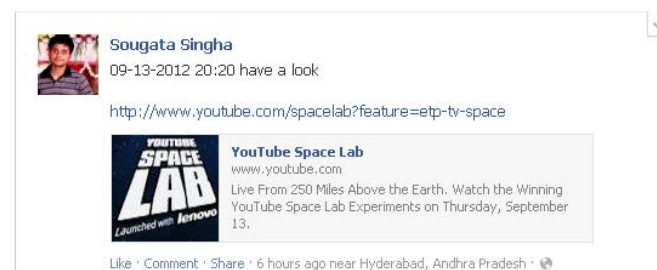 Sougata Singha
09-13-2012 20:20 have a look
http://www.youtube.com/spacelab?feature=etp-tv-space
YOUTUBE
SPACE
LAB
Launched with lenovo
YouTube Space Lab
www.youtube.com
Live From 250 Miles Above the Earth. Watch the Winning
YouTube Space Lab Experiments on Thursday, September
13.
Like · Comment · Share · 6 hours ago near Hyderabad, Andhra Pradesh ·